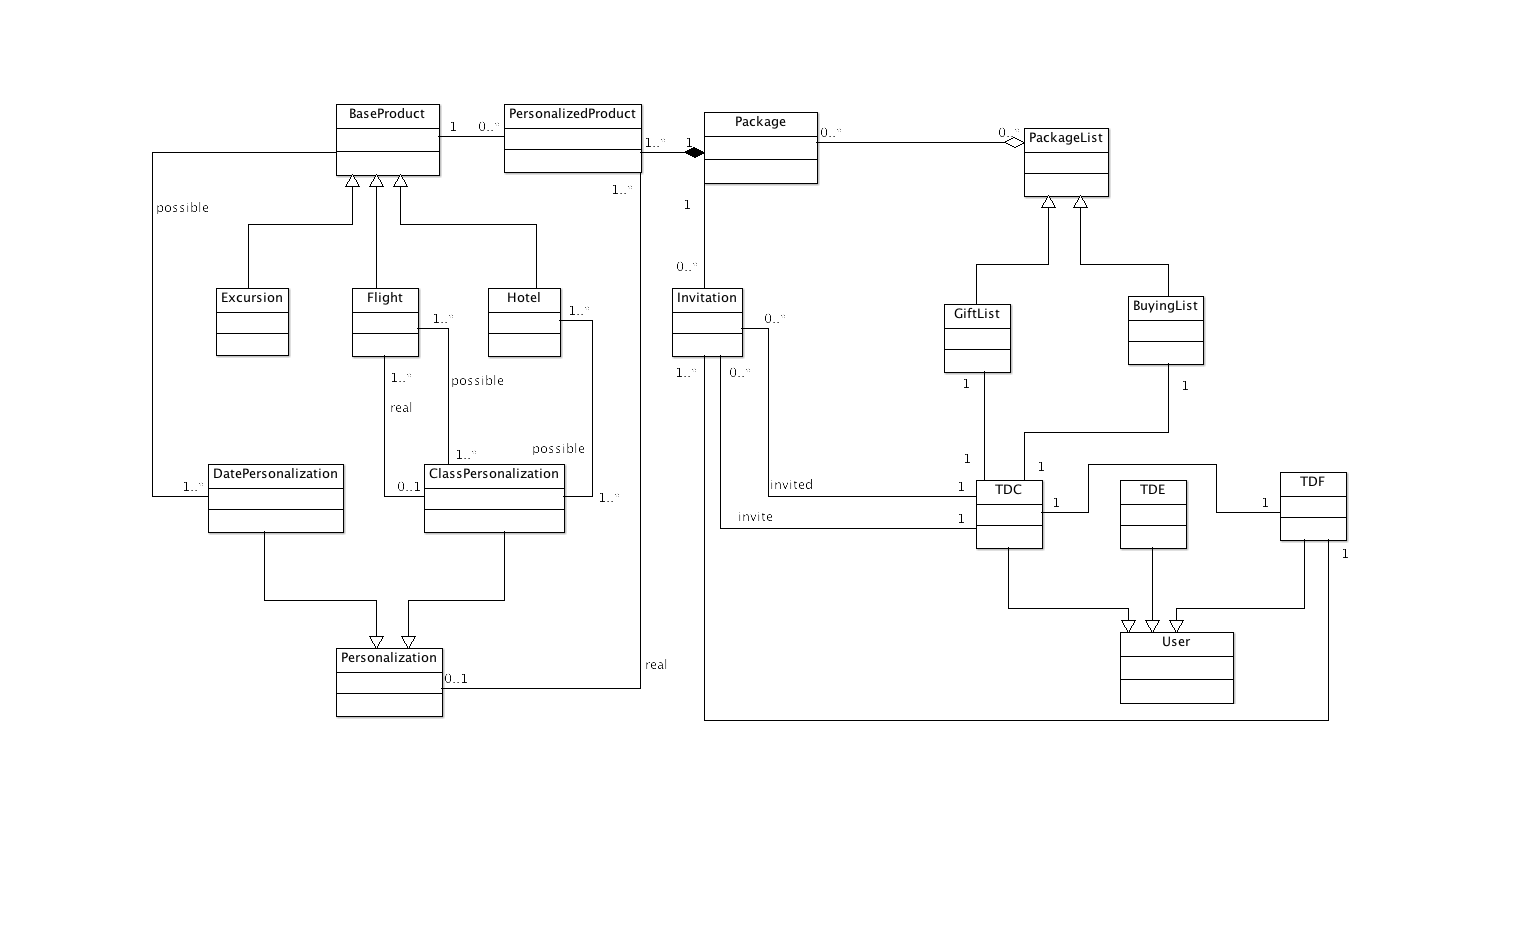 BaseProduct
PersonalizedProduct
Package
PackageList
1
0..*
1..*
1
0..*
0..*
1..*
possible
1
0..*
Excursion
Flight
Hotel
Invitation
GiftList
BuyingList
1..*
1..*
0..*
1..*
real
possible
1..*
0..*
1
1
possible
1..*
1
1
DatePersonalization
ClassPersonalization
TDC
TDE
TDF
1..*
0..1
1..*
invited
1
invite
1
1
1
1
Personalization
User
0..1
real